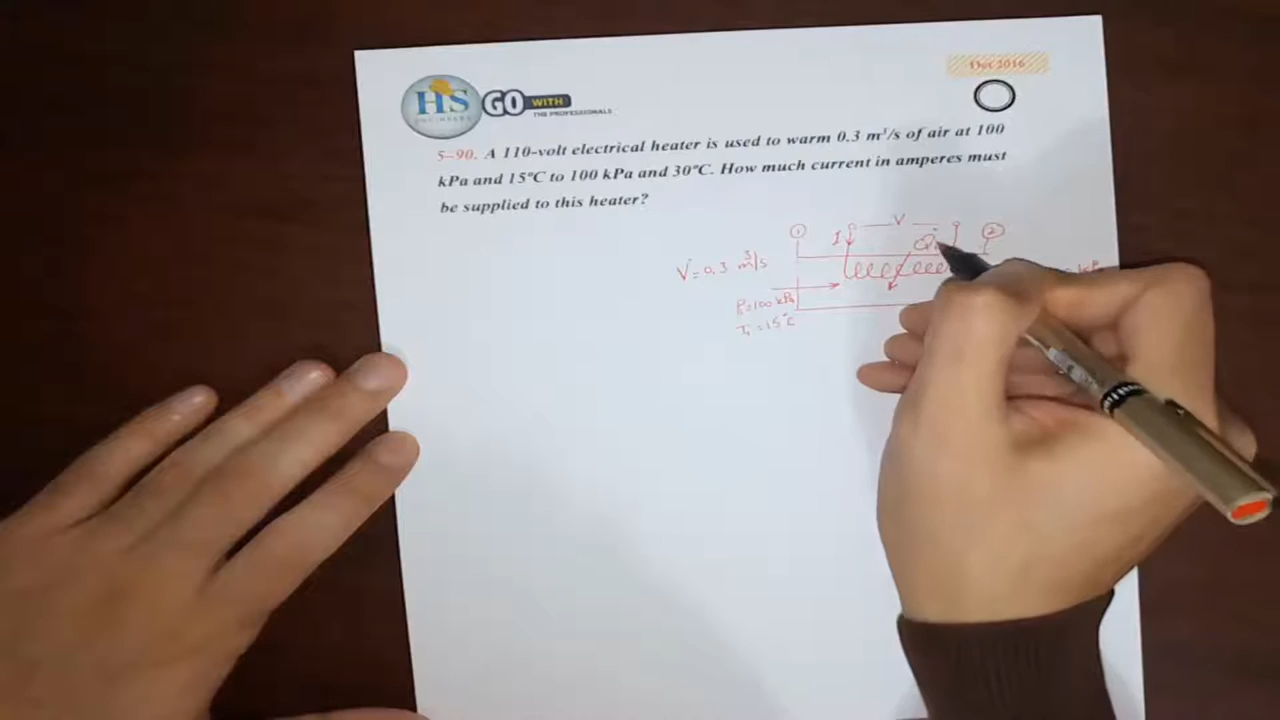 Dec 2016
HS
ENGINEERS
GO WITH
THE PROFESSIONALS
5–90. A 110-volt electrical heater is used to warm 0.3 m³/s of air at 100
kPa and 15°C to 100 kPa and 30°C. How much current in amperes must
be supplied to this heater?
1 I V 2
Q
V̇ = 0.3 m³/s
P₁=100 kPa
T₁ = 15°C